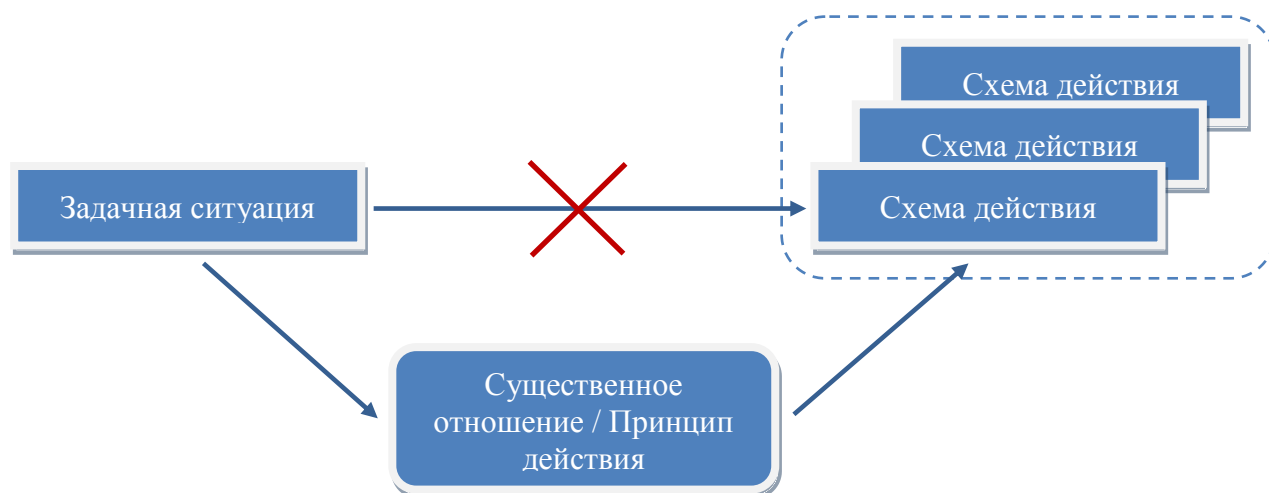 Схема действия
Схема действия
Схема действия
Задачная ситуация
Существенное
отношение / Принцип
действия